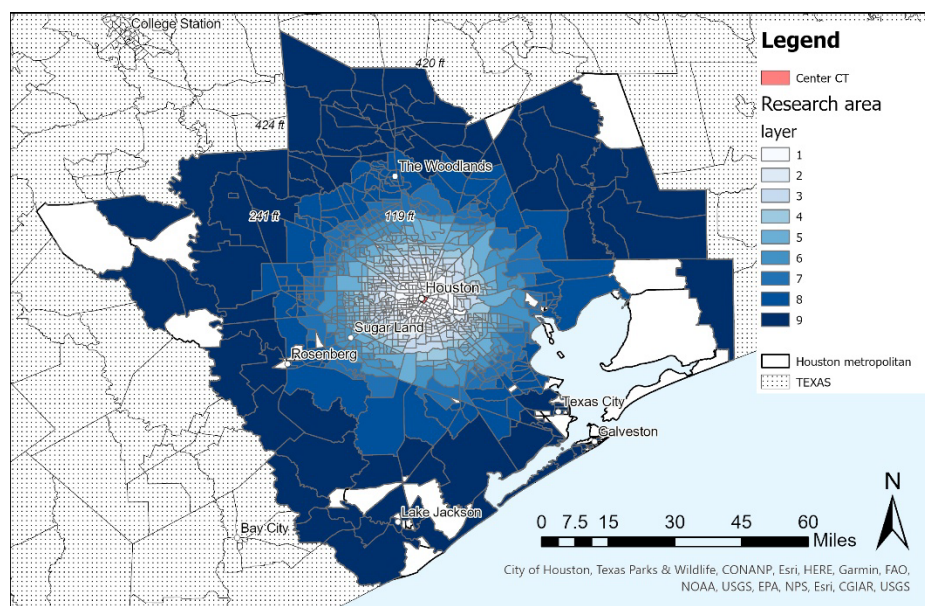 College Station
420 ft
424 ft
The Woodlands
241 ft
119 ft
Houston
Sugar Land
Rosenberg
Texas City
Galveston
Lake Jackson
Bay City
Legend
Center CT
Research area
layer
1
2
3
4
5
6
7
8
9
Houston metropolitan
TEXAS
N
0 7.5 15 30 45 60
Miles
City of Houston, Texas Parks & Wildlife, CONANP, Esri, HERE, Garmin, FAO,
NOAA, USGS, EPA, NPS, Esri, CGIAR, USGS